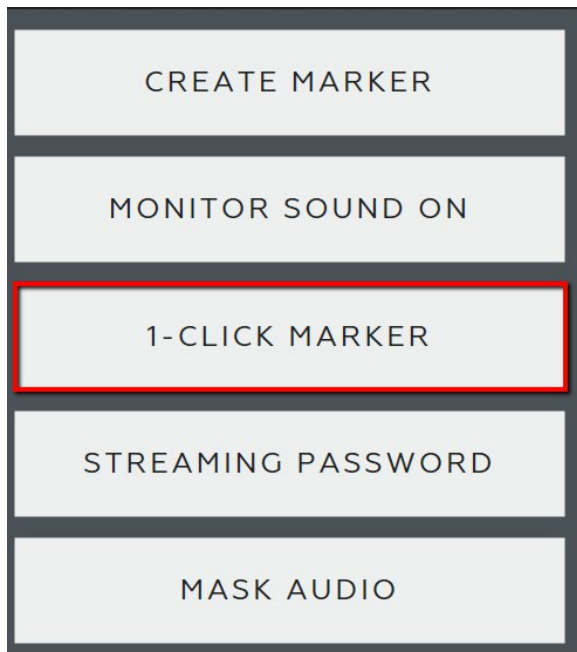 CREATE MARKER
MONITOR SOUND ON
1-CLICK MARKER
STREAMING PASSWORD
MASK AUDIO